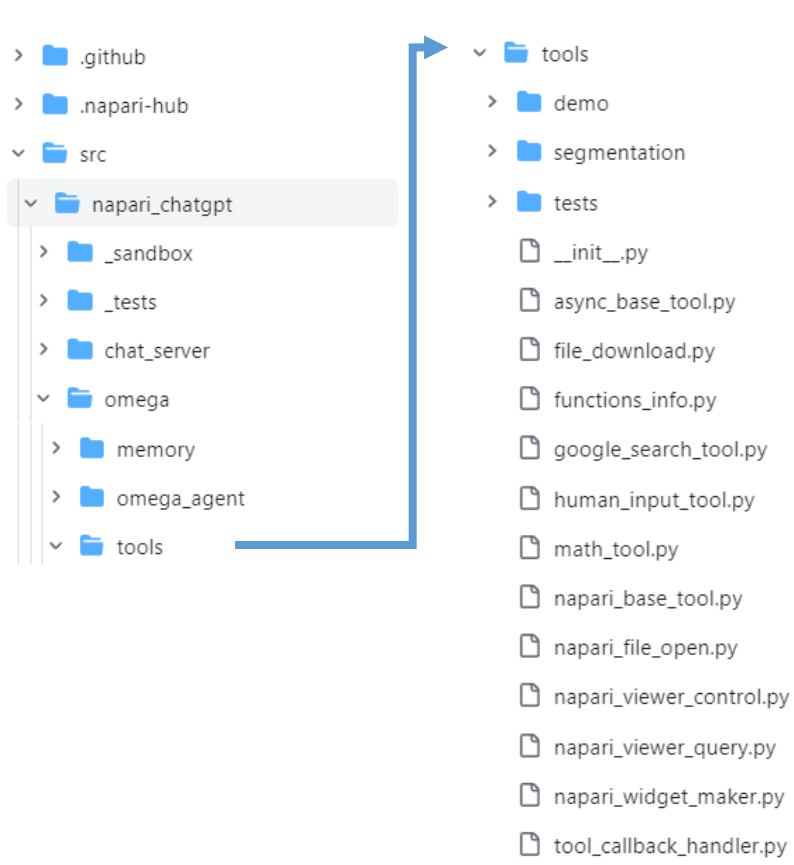 .github
.napari-hub
src
napari_chatgpt
_sandbox
_tests
chat_server
omega
memory
omega_agent
tools
tools
demo
segmentation
tests
__init__.py
async_base_tool.py
file_download.py
functions_info.py
google_search_tool.py
human_input_tool.py
math_tool.py
napari_base_tool.py
napari_file_open.py
napari_viewer_control.py
napari_viewer_query.py
napari_widget_maker.py
tool_callback_handler.py